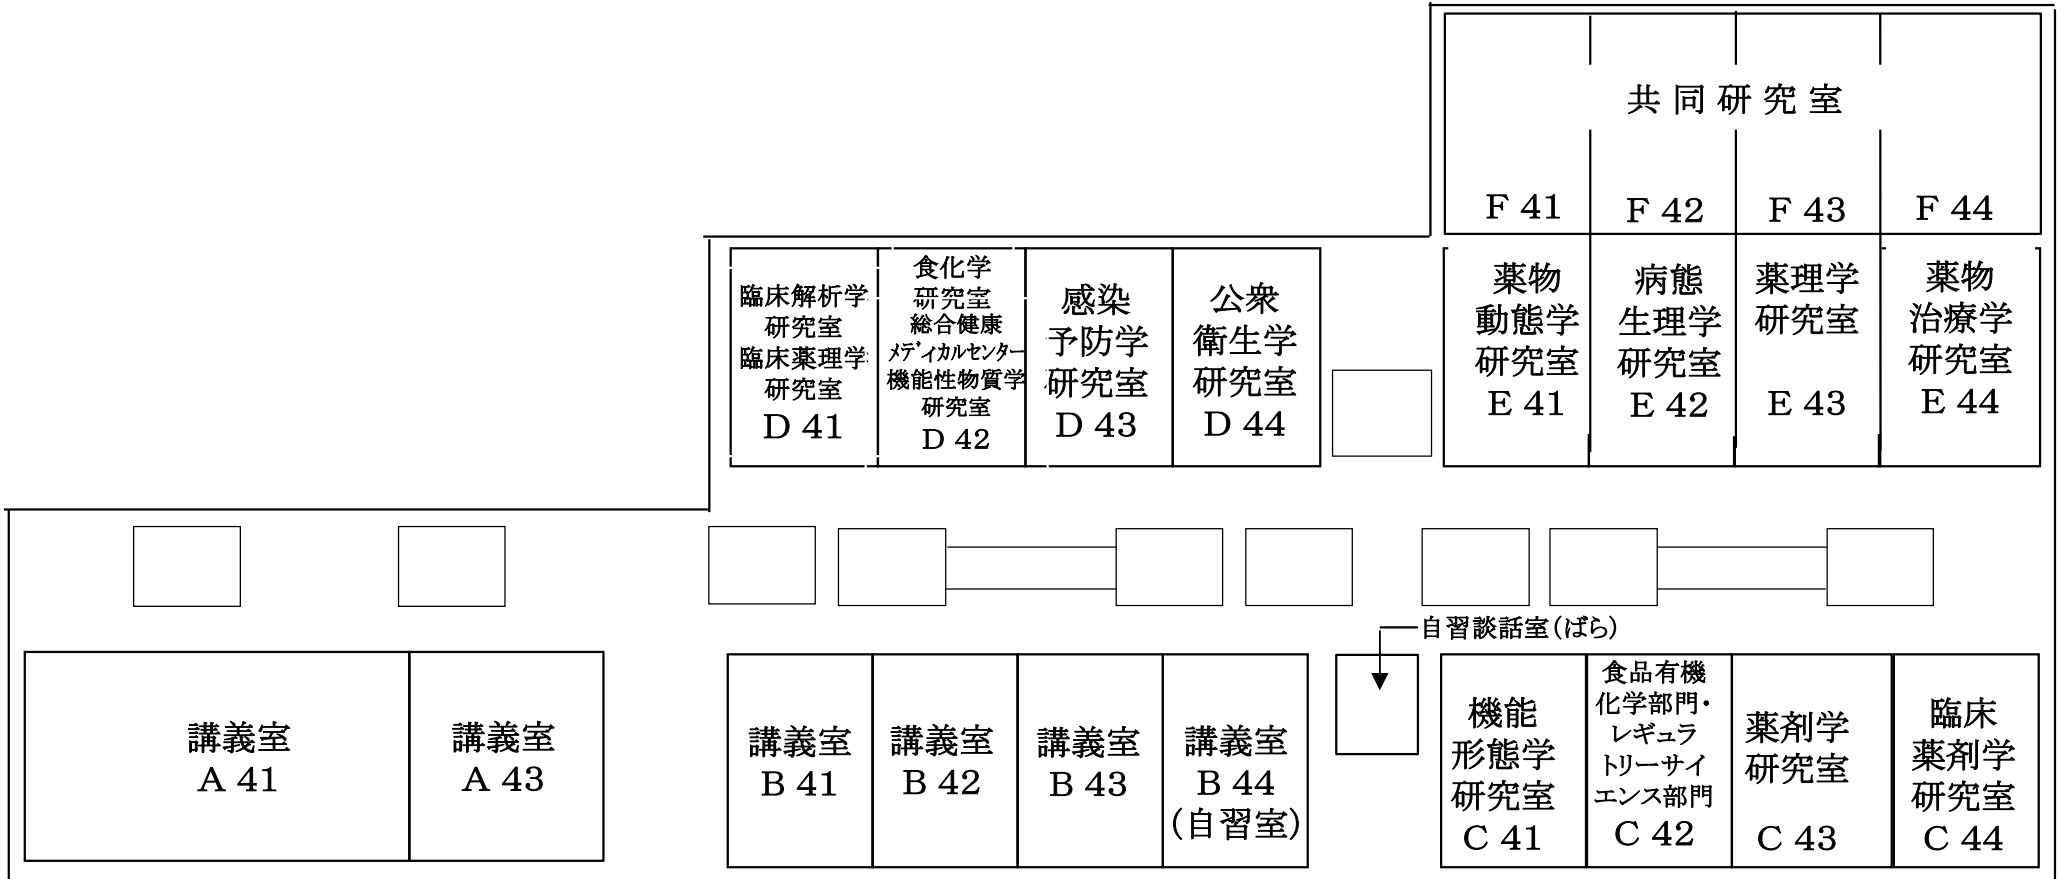 共同研究室
F 41
F 42
F 43
F 44
臨床解析学
研究室
臨床薬理学
研究室
D 41
食化学
研究室
総合健康
メディカルセンター
機能性物質学
研究室
D 42
感染
予防学
研究室
D 43
公衆
衛生学
研究室
D 44
薬物
動態学
研究室
E 41
病態
生理学
研究室
E 42
薬理学
研究室
E 43
薬物
治療学
研究室
E 44
自習談話室(ばら)
講義室
A 41
講義室
A 43
講義室
B 41
講義室
B 42
講義室
B 43
講義室
B 44
(自習室)
機能
形態学
研究室
C 41
食品有機
化学部門・
レギュラ
トリーサイ
エンス部門
C 42
薬剤学
研究室
C 43
臨床
薬剤学
研究室
C 44